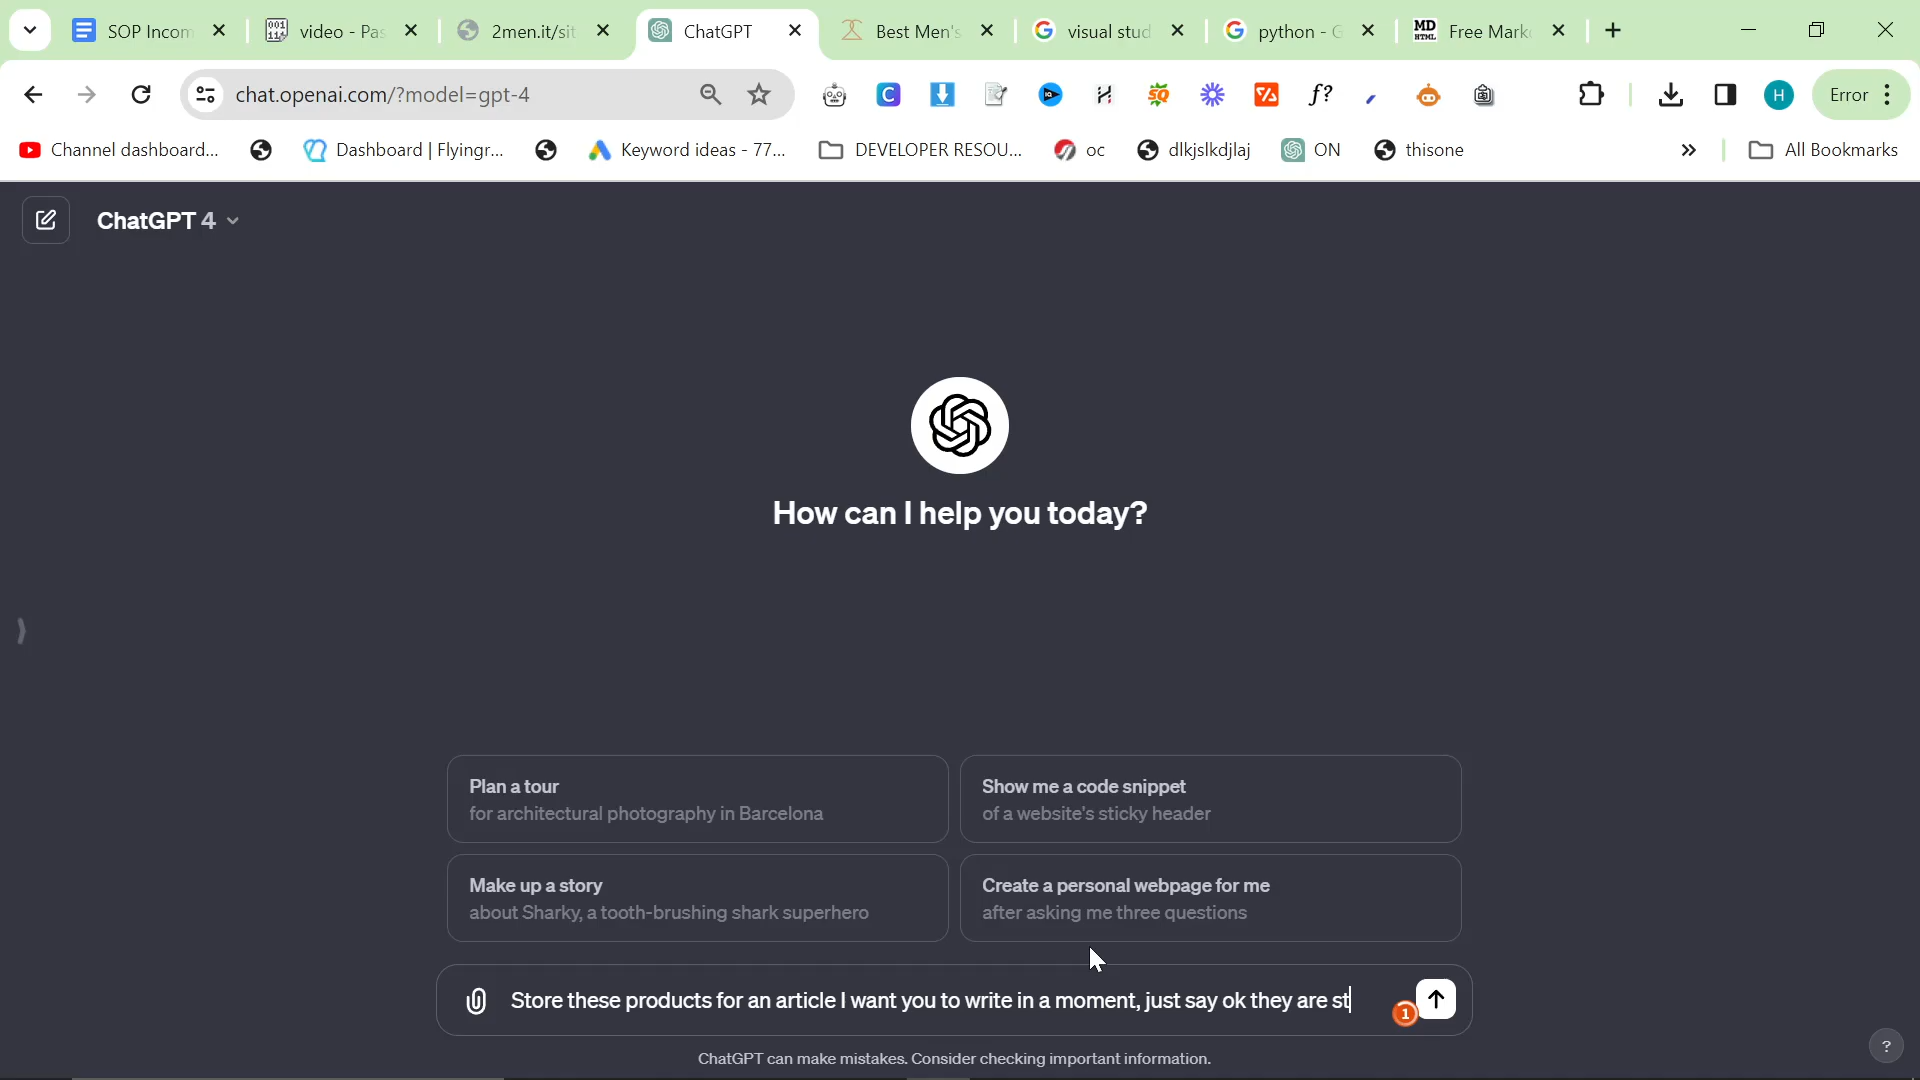 SOP Incom
video - Pas
2men.it/sit
ChatGPT
Best Men's
visual stud
python - G
MD
HTML
Free Mark
chat.openai.com/?model=gpt-4
H
Error
Channel dashboard...
Dashboard | Flyingr...
Keyword ideas - 77...
DEVELOPER RESOU...
oc
dlkjslkdjlaj
ON
thisone
All Bookmarks
ChatGPT 4
How can I help you today?
Plan a tour
for architectural photography in Barcelona
Show me a code snippet
of a website's sticky header
Make up a story
about Sharky, a tooth-brushing shark superhero
Create a personal webpage for me
after asking me three questions
Store these products for an article I want you to write in a moment, just say ok they are st
1
ChatGPT can make mistakes. Consider checking important information.
?